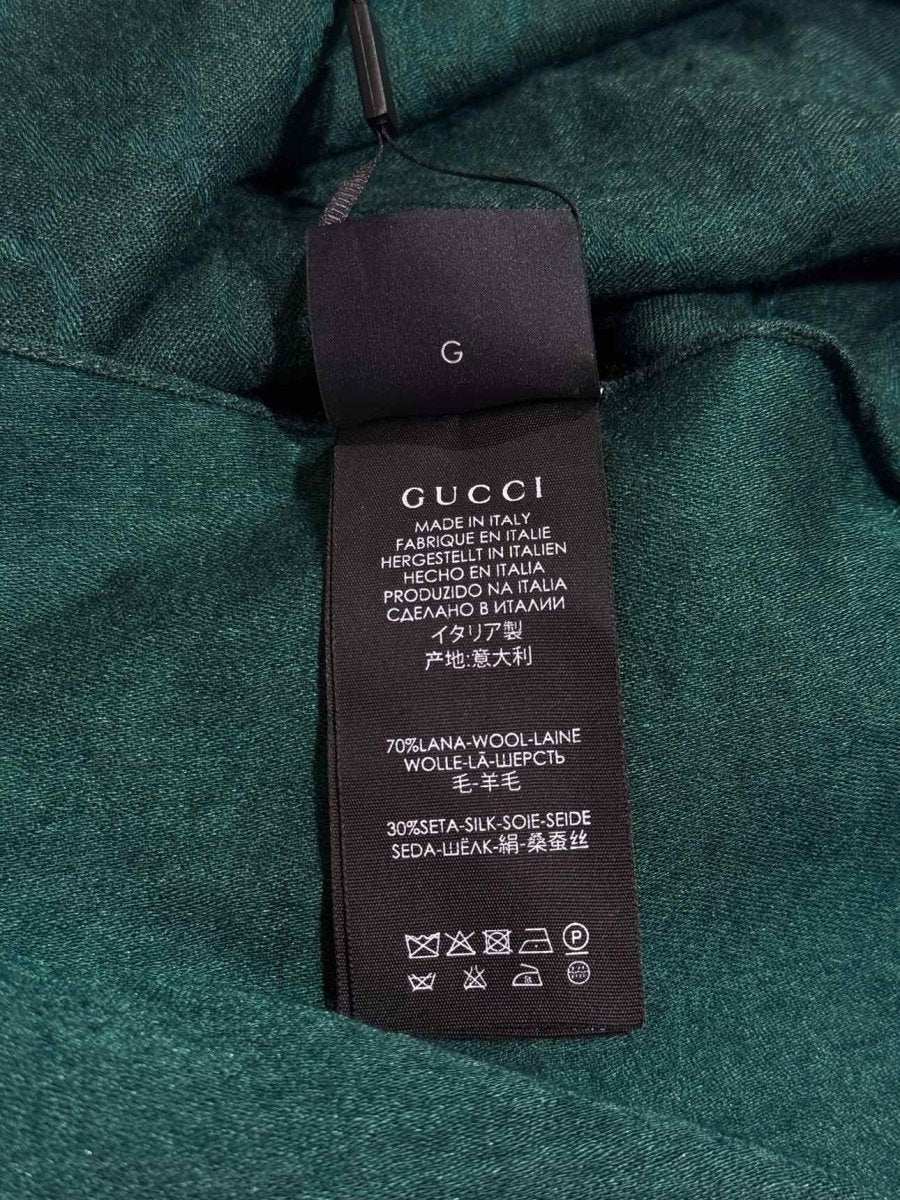 G
GUCCI
MADE IN ITALY
FABRIQUE EN ITALIE
HERGESTELLT IN ITALIEN
HECHO EN ITALIA
PRODUZIDO NA ITALIA
СДЕЛАНО В ИТАЛИИ
イタリア製
产地:意大利
70%LANA-WOOL-LAINE
WOLLE-LÃ-ШЕРСТЬ
毛-羊毛
30%SETA-SILK-SOIE-SEIDE
SEDA-ШЁЛК-絹-桑蚕丝
P